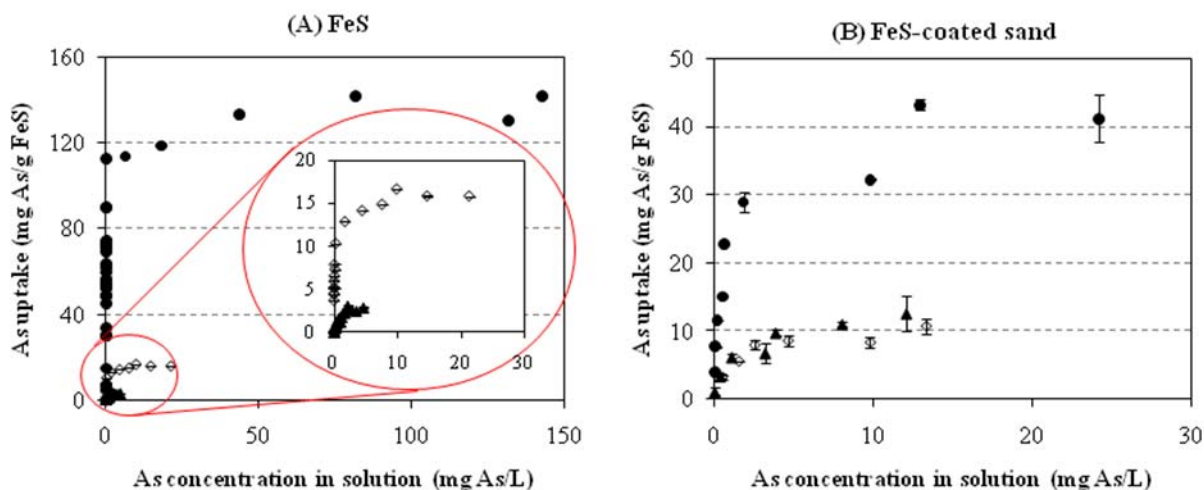 (A) FeS
As uptake (mg As/g FeS)
160
120
80
40
0
20
15
10
5
0
0 10 20 30
0 50 100 150
As concentration in solution (mg As/L)
(B) FeS-coated sand
As uptake (mg As/g FeS)
50
40
30
20
10
0
0 10 20 30
As concentration in solution (mg As/L)